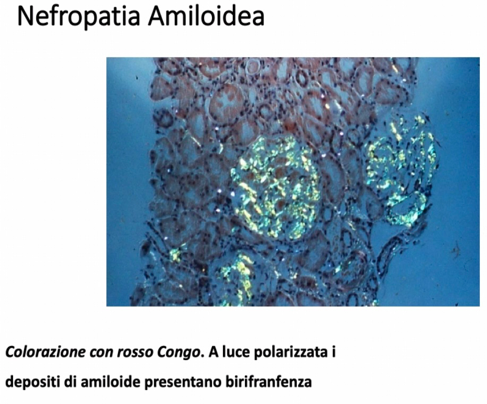 Nefropatia Amiloidea
Colorazione con rosso Congo. A luce polarizzata i
depositi di amiloide presentano birifranfenza